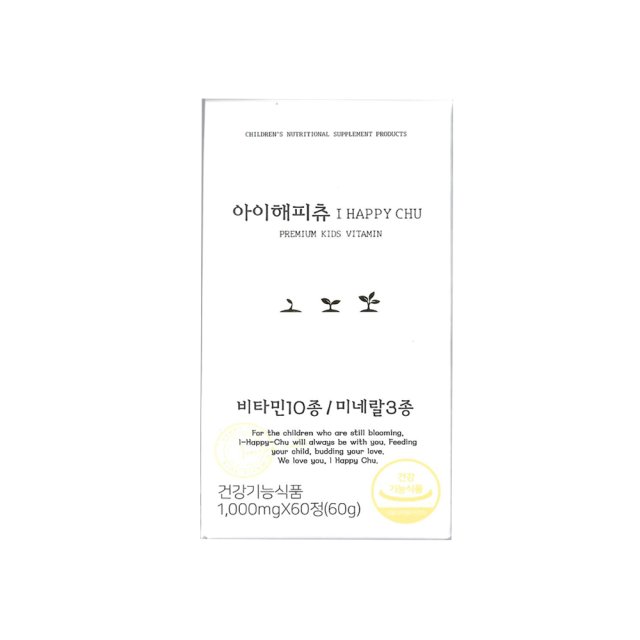 CHILDREN'S NUTRITIONAL SUPPLEMENT PRODUCTS
아이해피츄 I HAPPY CHU
PREMIUM KIDS VITAMIN
비타민10종 / 미네랄3종
For the children who are still blooming,
I-Happy-Chu will always be with you. Feeding
your child, budding your love.
We love you, I Happy Chu.
건강
기능식품
건강기능식품
1,000mgX60정(60g)